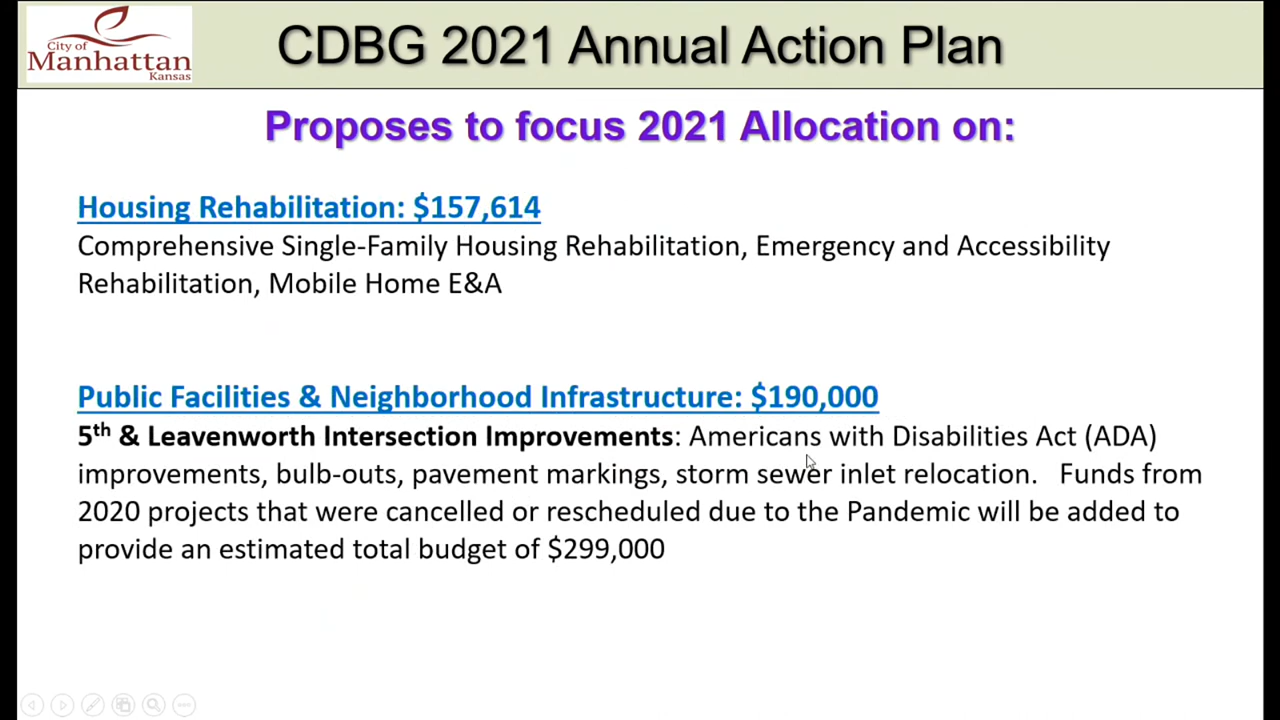 City of
Manhattan
Kansas
CDBG 2021 Annual Action Plan
Proposes to focus 2021 Allocation on:
Housing Rehabilitation: $157,614
Comprehensive Single-Family Housing Rehabilitation, Emergency and Accessibility
Rehabilitation, Mobile Home E&A
Public Facilities & Neighborhood Infrastructure: $190,000
5th & Leavenworth Intersection Improvements: Americans with Disabilities Act (ADA)
improvements, bulb-outs, pavement markings, storm sewer inlet relocation.   Funds from
2020 projects that were cancelled or rescheduled due to the Pandemic will be added to
provide an estimated total budget of $299,000